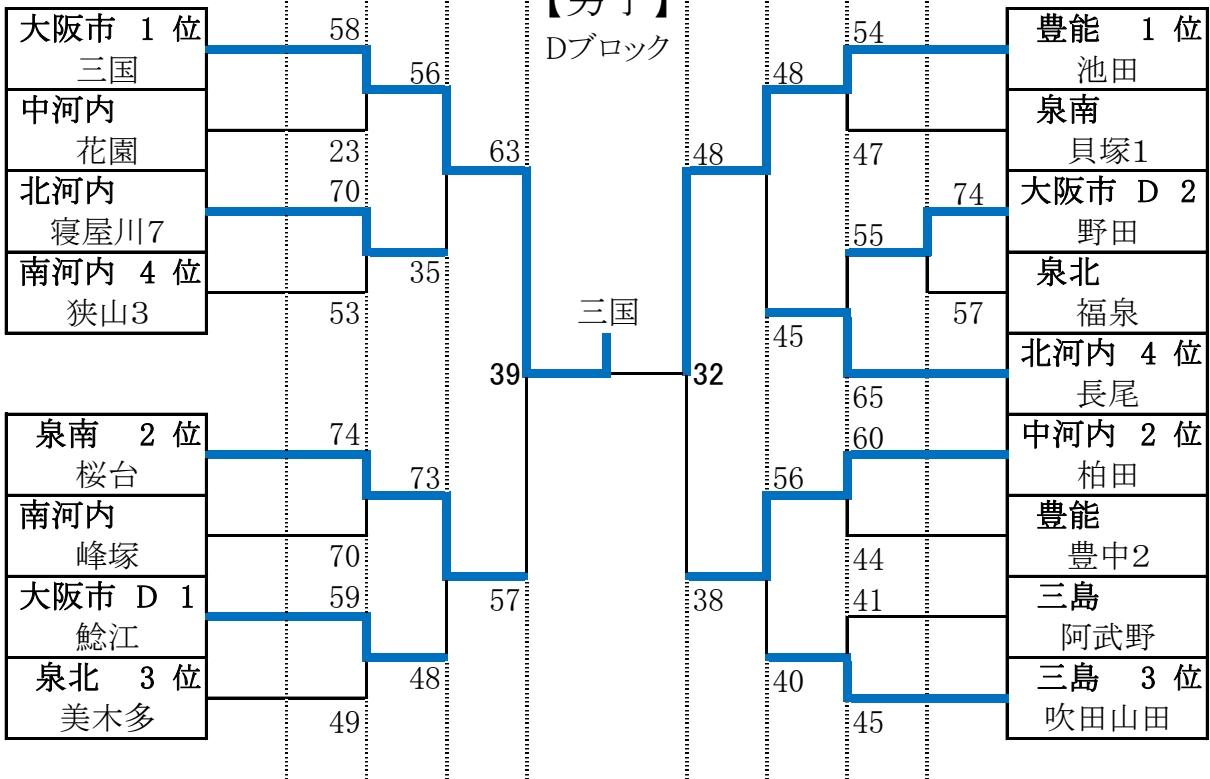 【男子】
Dブロック
大阪市 1 位
三国
中河内
花園
北河内
寝屋川7
南河内 4 位
狭山3
泉南 2 位
桜台
南河内
峰塚
大阪市 D 1
鯰江
泉北 3 位
美木多
58
23
70
53
74
70
59
49
56
35
73
48
63
57
39
三国
32
48
38
48
45
56
40
54
47
55
65
60
44
41
45
74
57
豊能 1 位
池田
泉南
貝塚1
大阪市 D 2
野田
泉北
福泉
北河内 4 位
長尾
中河内 2 位
柏田
豊能
豊中2
三島
阿武野
三島 3 位
吹田山田